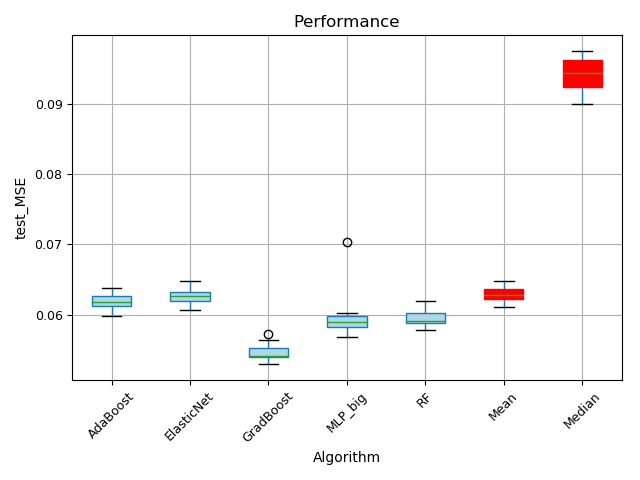 Performance
test_MSE
0.09
0.08
0.07
0.06
AdaBoost
ElasticNet
GradBoost
MLP_big
RF
Mean
Median
Algorithm